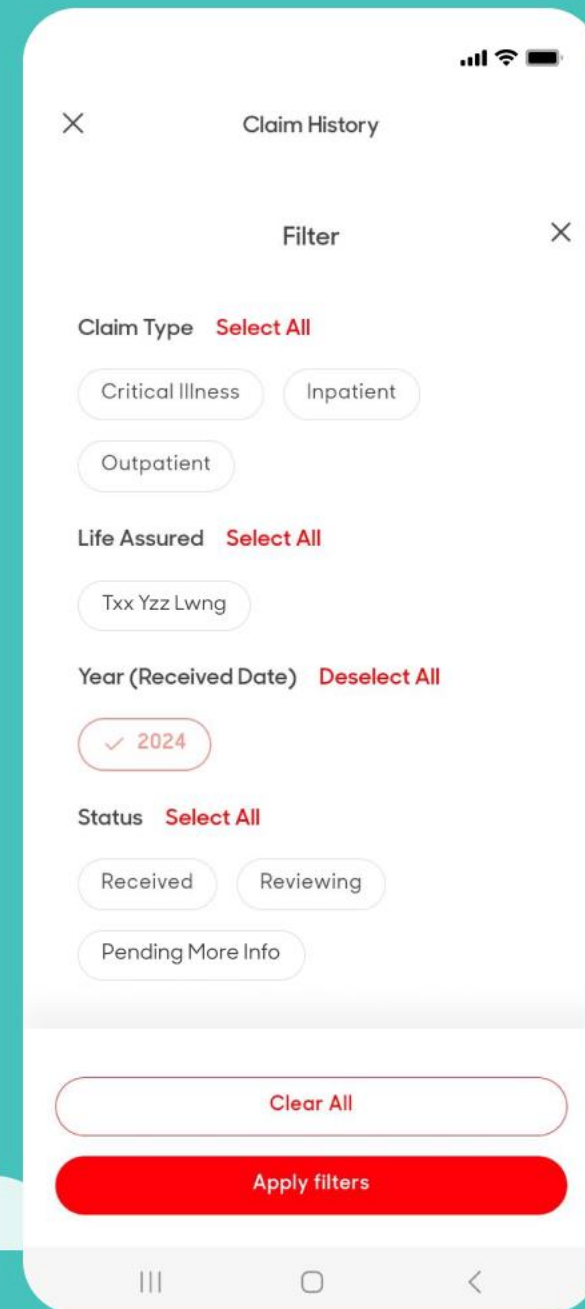 Claim History
Filter
Claim Type Select All
Critical Illness Inpatient
Outpatient
Life Assured Select All
Txx Yzz Lwng
Year (Received Date) Deselect All
2024
Status Select All
Received Reviewing
Pending More Info
Clear All
Apply filters